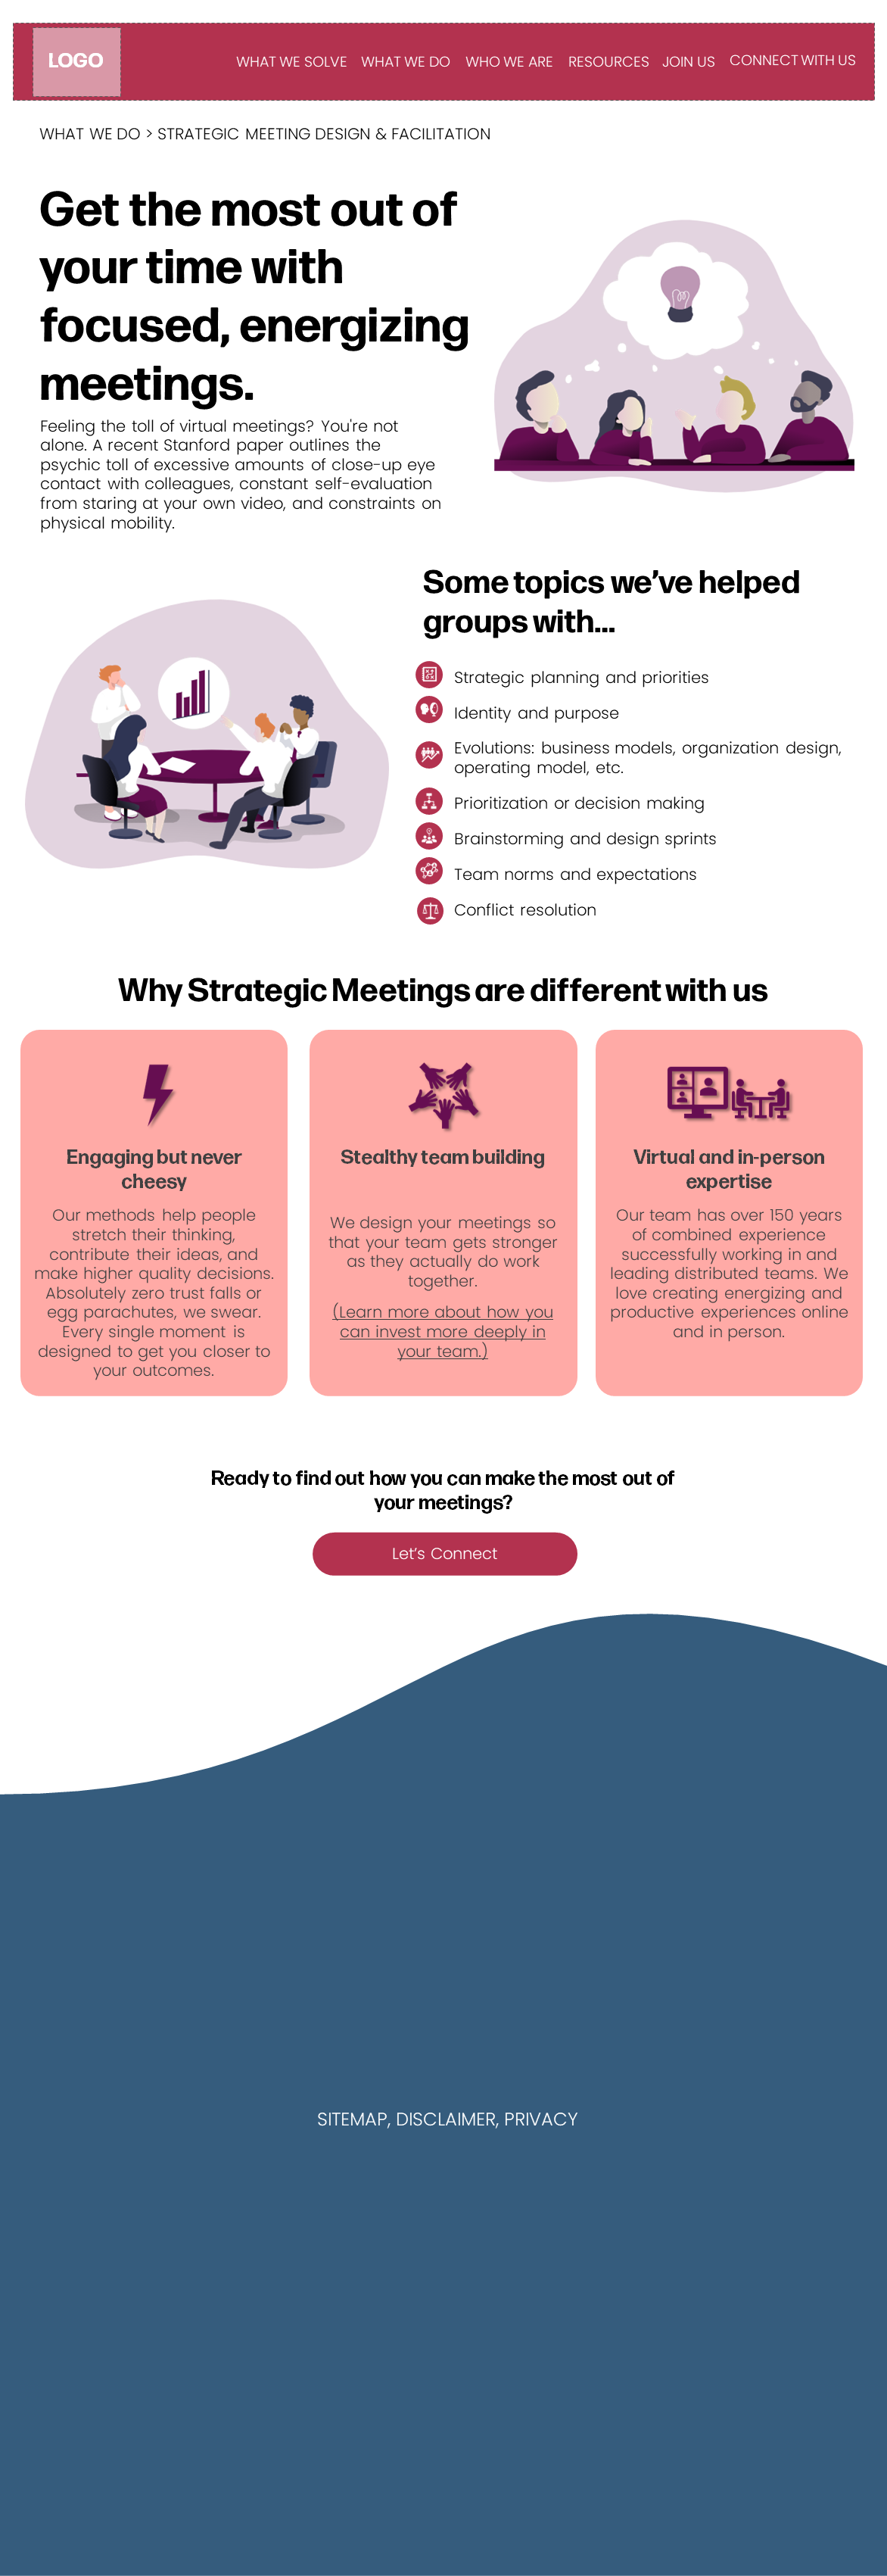 LOGO
WHAT WE SOLVE
WHAT WE DO
WHO WE ARE
RESOURCES
JOIN US
CONNECT WITH US
WHAT WE DO > STRATEGIC MEETING DESIGN & FACILITATION
Get the most out of
your time with
focused, energizing
meetings.
Feeling the toll of virtual meetings? You're not
alone. A recent Stanford paper outlines the
psychic toll of excessive amounts of close-up eye
contact with colleagues, constant self-evaluation
from staring at your own video, and constraints on
physical mobility.
Some topics we’ve helped
groups with...
Strategic planning and priorities
Identity and purpose
Evolutions: business models, organization design,
operating model, etc.
Prioritization or decision making
Brainstorming and design sprints
Team norms and expectations
Conflict resolution
Why Strategic Meetings are different with us
Engaging but never
cheesy
Our methods help people
stretch their thinking,
contribute their ideas, and
make higher quality decisions.
Absolutely zero trust falls or
egg parachutes, we swear.
Every single moment is
designed to get you closer to
your outcomes.
Stealthy team building
We design your meetings so
that your team gets stronger
as they actually do work
together.
(Learn more about how you
can invest more deeply in
your team.)
Virtual and in-person
expertise
Our team has over 150 years
of combined experience
successfully working in and
leading distributed teams. We
love creating energizing and
productive experiences online
and in person.
Ready to find out how you can make the most out of
your meetings?
Let’s Connect
SITEMAP, DISCLAIMER, PRIVACY